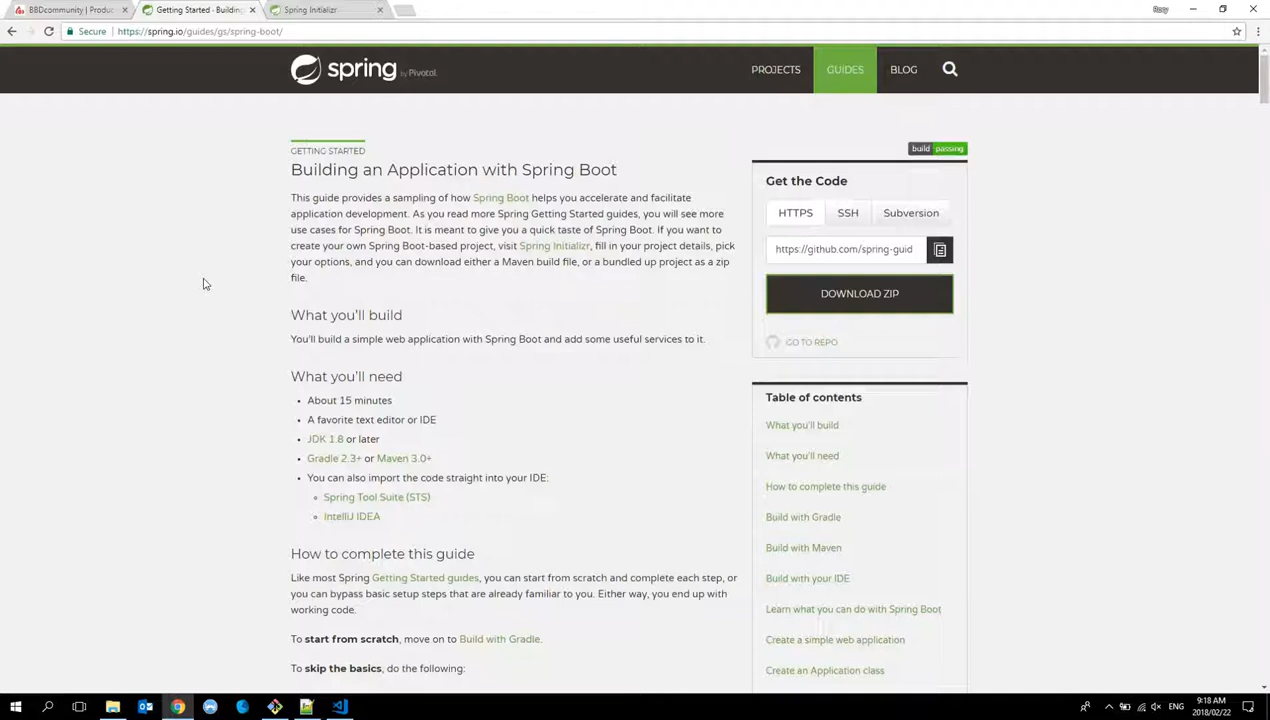 BBDcommunity | Produc
Getting Started · Building
Spring Initializr
Secure
https://spring.io/guides/gs/spring-boot/
spring by Pivotal.
PROJECTS
GUIDES
BLOG
GETTING STARTED
Building an Application with Spring Boot
This guide provides a sampling of how Spring Boot helps you accelerate and facilitate
application development. As you read more Spring Getting Started guides, you will see more
use cases for Spring Boot. It is meant to give you a quick taste of Spring Boot. If you want to
create your own Spring Boot-based project, visit Spring Initializr, fill in your project details, pick
your options, and you can download either a Maven build file, or a bundled up project as a zip
file.
What you'll build
You'll build a simple web application with Spring Boot and add some useful services to it.
What you'll need
• About 15 minutes
• A favorite text editor or IDE
• JDK 1.8 or later
• Gradle 2.3+ or Maven 3.0+
• You can also import the code straight into your IDE:
◦ Spring Tool Suite (STS)
◦ IntelliJ IDEA
How to complete this guide
Like most Spring Getting Started guides, you can start from scratch and complete each step, or
you can bypass basic setup steps that are already familiar to you. Either way, you end up with
working code.
To start from scratch, move on to Build with Gradle.
To skip the basics, do the following:
build passing
Get the Code
HTTPS
SSH
Subversion
https://github.com/spring-guid
DOWNLOAD ZIP
GO TO REPO
Table of contents
What you'll build
What you'll need
How to complete this guide
Build with Gradle
Build with Maven
Build with your IDE
Learn what you can do with Spring Boot
Create a simple web application
Create an Application class
ENG
9:18 AM
2018/02/22